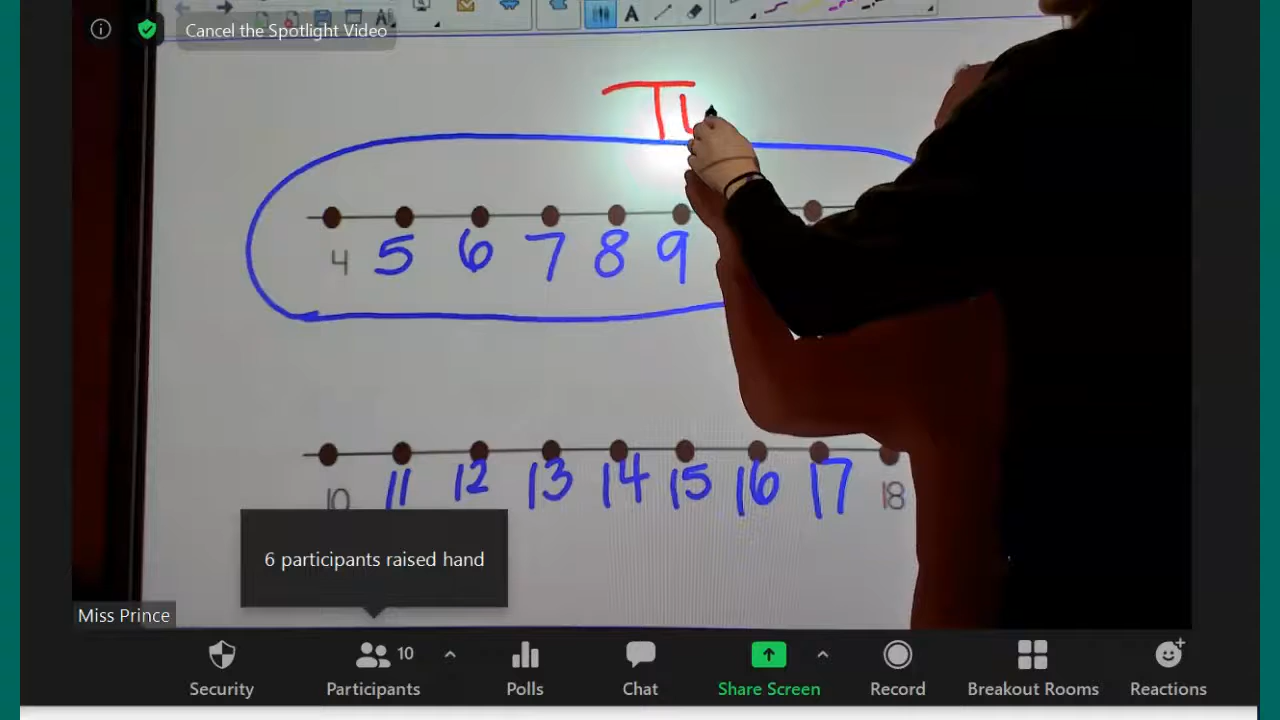 Cancel the Spotlight Video
A
4 5 6 7 8 9
10 11 12 13 14 15 16 17 18
6 participants raised hand
Miss Prince
10
Security Participants Polls Chat Share Screen Record Breakout Rooms Reactions